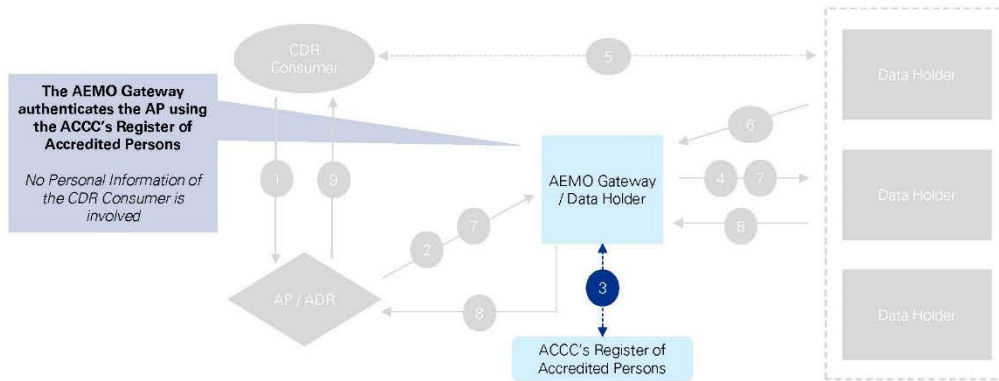 CDR
Consumer
5
Data Holder
The AEMO Gateway
authenticates the AP using
the ACCC's Register of
Accredited Persons
No Personal Information of
the CDR Consumer is
involved
6
1
9
AEMO Gateway
/ Data Holder
4
7
Data Holder
8
2
7
3
AP / ADR
8
Data Holder
ACCC's Register of
Accredited Persons